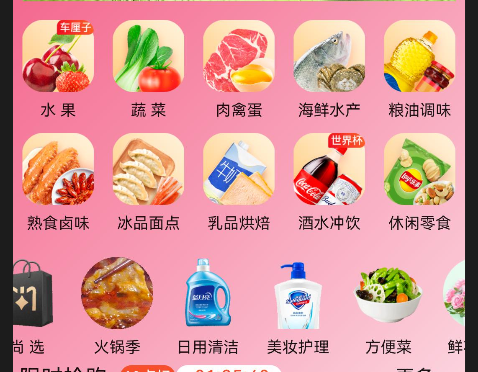 车厘子
水 果
蔬 菜
肉禽蛋
海鲜水产
粮油调味
世界杯
熟食卤味
冰品面点
乳品烘焙
酒水冲饮
休闲零食
尚 选
火锅季
日用清洁
美妆护理
方便菜
鲜